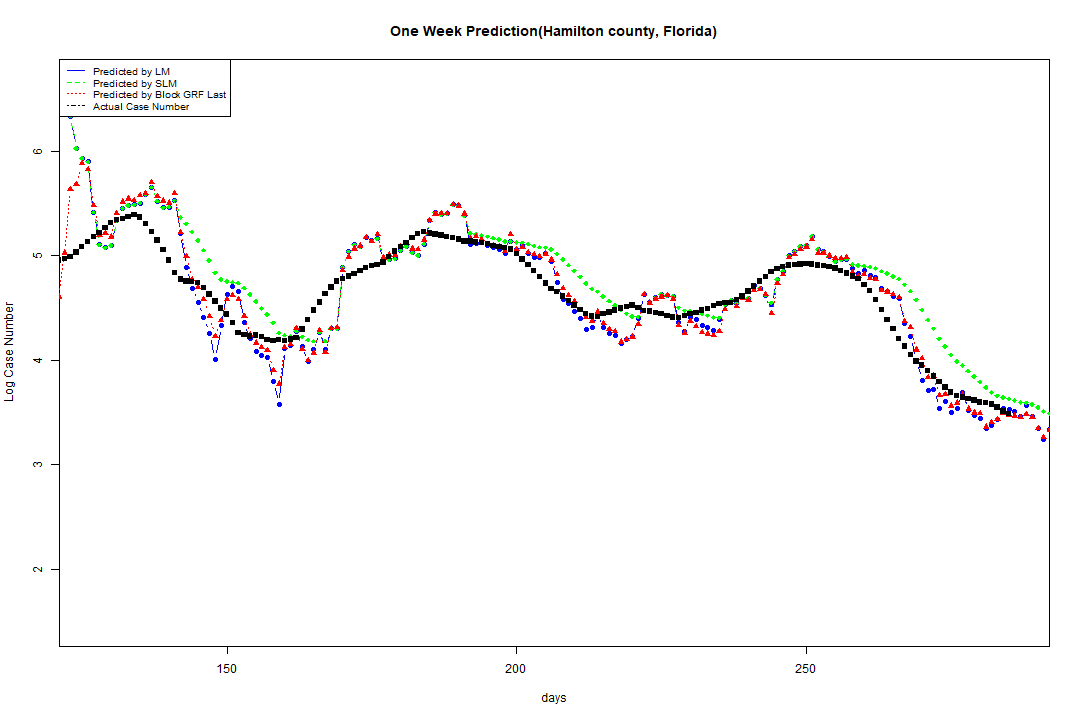 One Week Prediction(Hamilton county, Florida)
Predicted by LM
Predicted by SLM
Predicted by Block GRF Last
Actual Case Number
6
5
4
3
2
Log Case Number
150
200
250
days